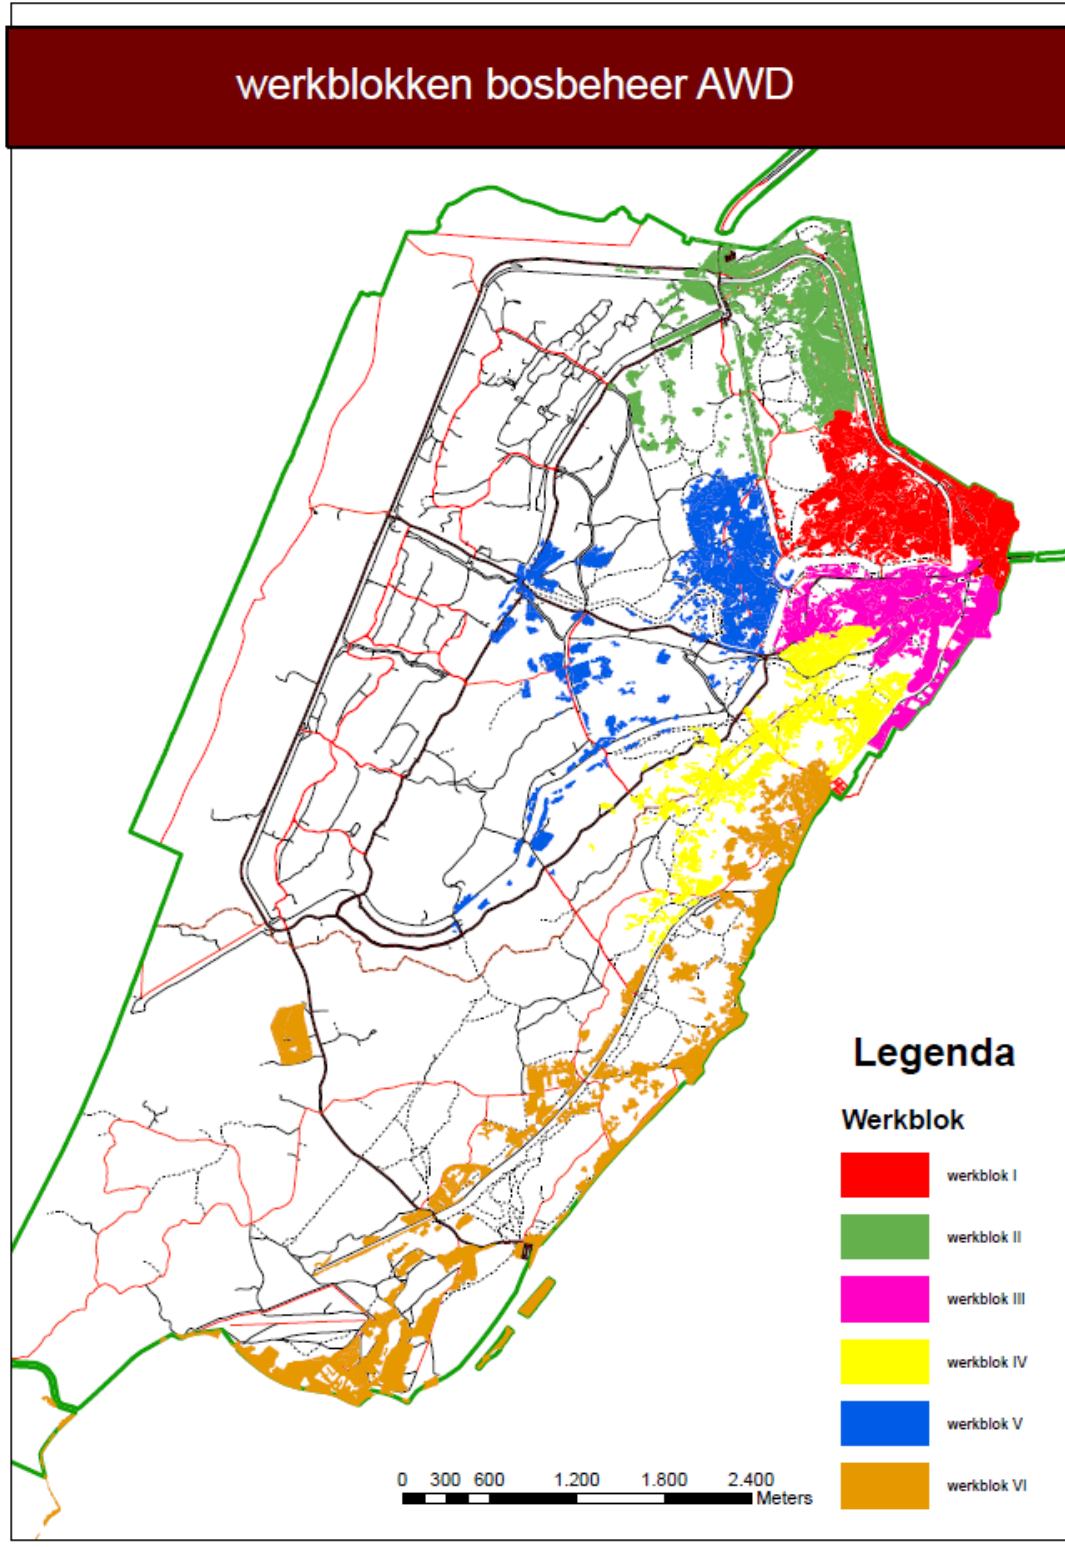 werkblokken bosbeheer AWD
Legenda
Werkblok
werkblok I
werkblok II
werkblok III
werkblok IV
werkblok V
werkblok VI
0 300 600 1.200 1.800 2.400
Meters